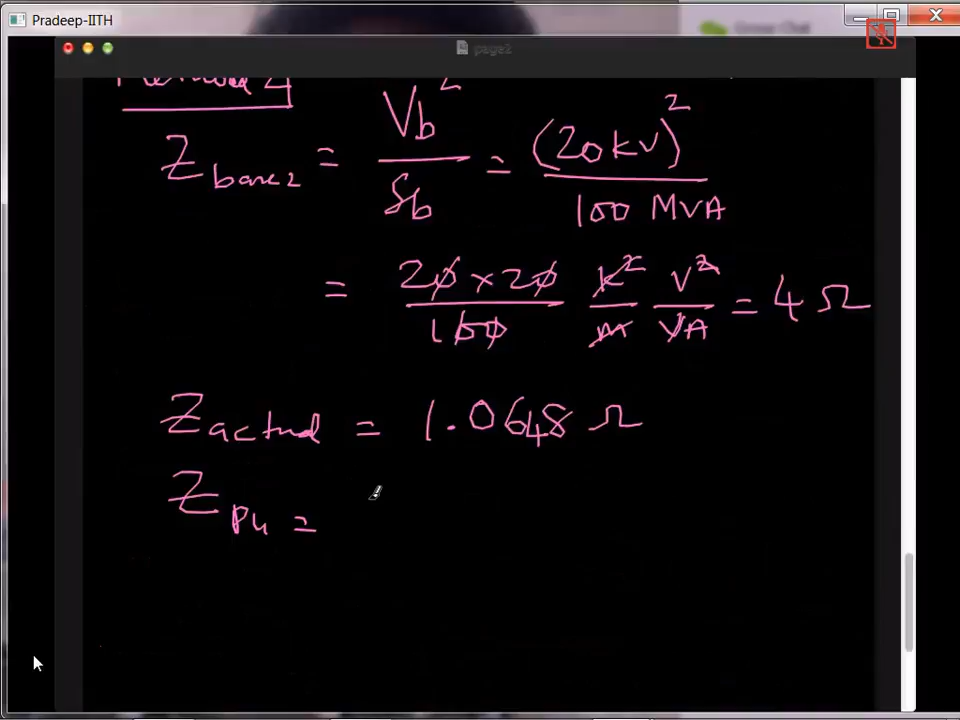 Pradeep-IITH
page2
Z base2 = Vb² / Sb = (20kV)² / 100 MVA
= 20 x 20 / 100 k² / M V² / VA = 4 Ω
Z actual = 1.0648 Ω
Z Pu =